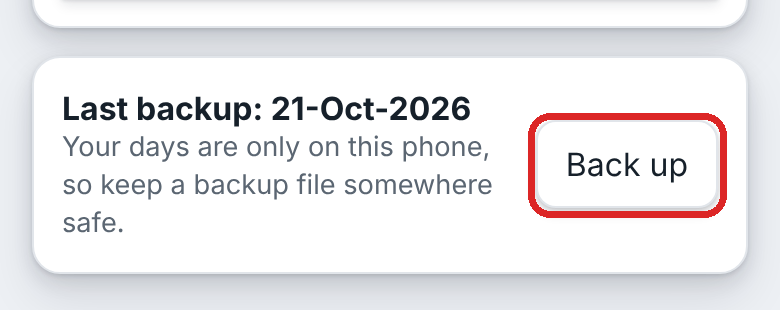 Last backup: 21-Oct-2026
Your days are only on this phone,
so keep a backup file somewhere
safe.
Back up